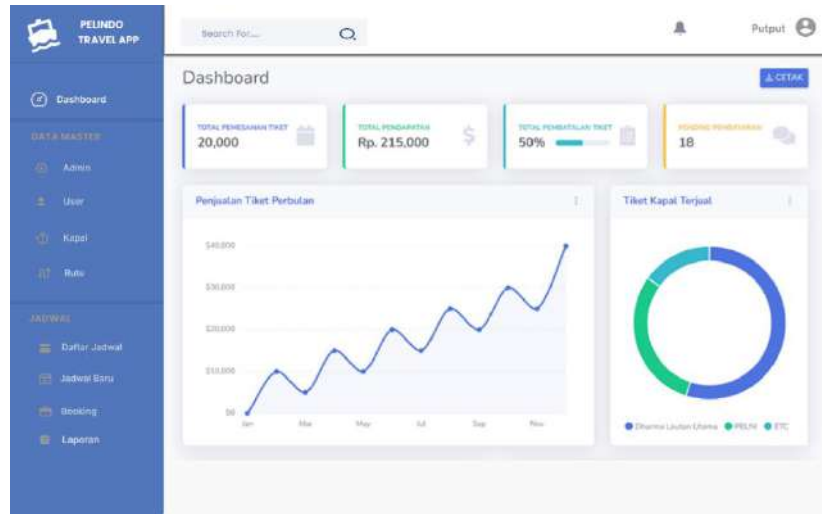 PELINDO
TRAVEL APP
Search For....
Putput
Dashboard
CETAK
Dashboard
DATA MASTER
Admin
User
Kapal
Rute
JADWAL
Daftar Jadwal
Jadwal Baru
Booking
Laporan
TOTAL PEMESANAN TIKET
20,000
TOTAL PENDAPATAN
Rp. 215,000
TOTAL PEMBATALAN TIKET
50%
PENDING
18
Penjualan Tiket Perbulan
$40,000
$30,000
$20,000
$10,000
$0
Jan Mar May Jul Sep Nov
Tiket Kapal Terjual
Dharma Lautan Utama PELNI ETC